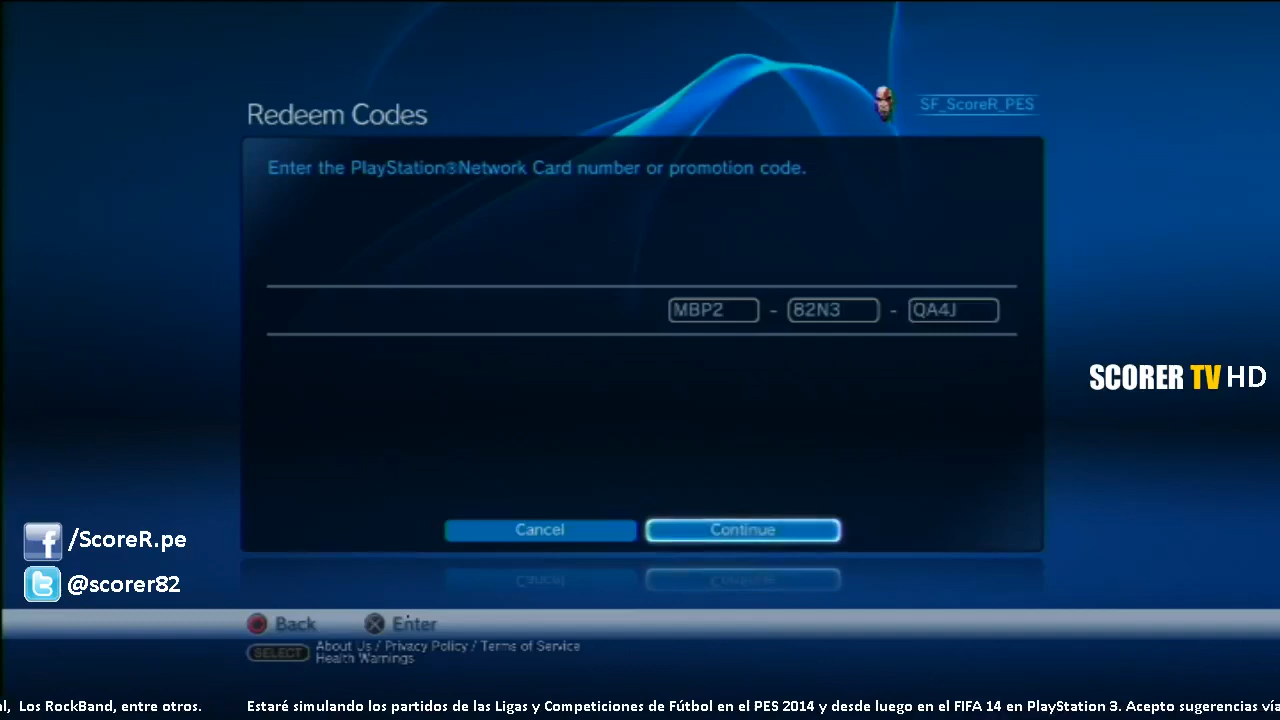 SF_ScoreR_PES
Redeem Codes
Enter the PlayStation®Network Card number or promotion code.
MBP2 - 82N3 - QA4J
SCORER TV HD
Cancel Continue
/ScoreR.pe
@scorer82
Back Enter
SELECT About Us / Privacy Policy / Terms of Service
Health Warnings
l, Los RockBand, entre otros. Estaré simulando los partidos de las Ligas y Competiciones de Fútbol en el PES 2014 y desde luego en el FIFA 14 en PlayStation 3. Acepto sugerencias vía